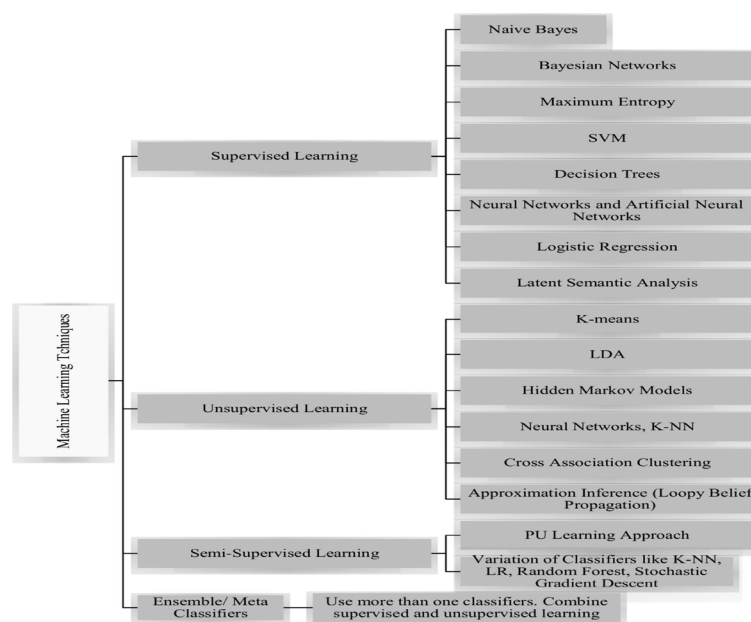 Machine Learning Tchniques
Supervised Learning
Naive Bayes
Bayesian Networks
Maximum Entropy
SVM
Decision Trees
Neural Networks and Artificial Neural
Networks
Logistic Regression
Latent Semantic Analysis
Unsupervised Learning
K-means
LDA
Hidden Markov Models
Neural Networks, K-NN
Cross Association Clustering
Approximation Inference (Loopy Belief
Propagation)
Semi-Supervised Learning
PU Learning Approach
Variation of Classifiers like K-NN,
LR, Random Forest, Stochastic
Gradient Descent
Ensemble/ Meta
Classifiers
Use more than one classifiers. Combine
supervised and unsupervised learning